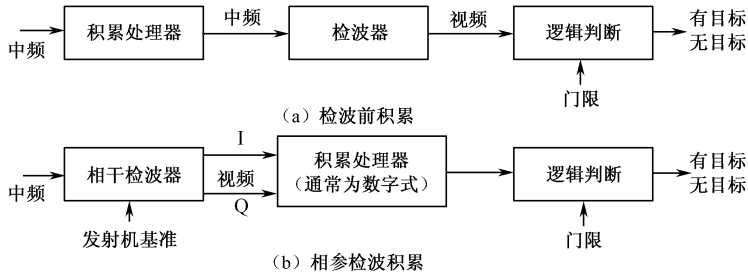 中频
积累处理器
中频
检波器
视频
逻辑判断
有目标
无目标
门限
（a）检波前积累
中频
相干检波器
I
视频
Q
积累处理器
（通常为数字式）
逻辑判断
有目标
无目标
发射机基准
门限
（b）相参检波积累